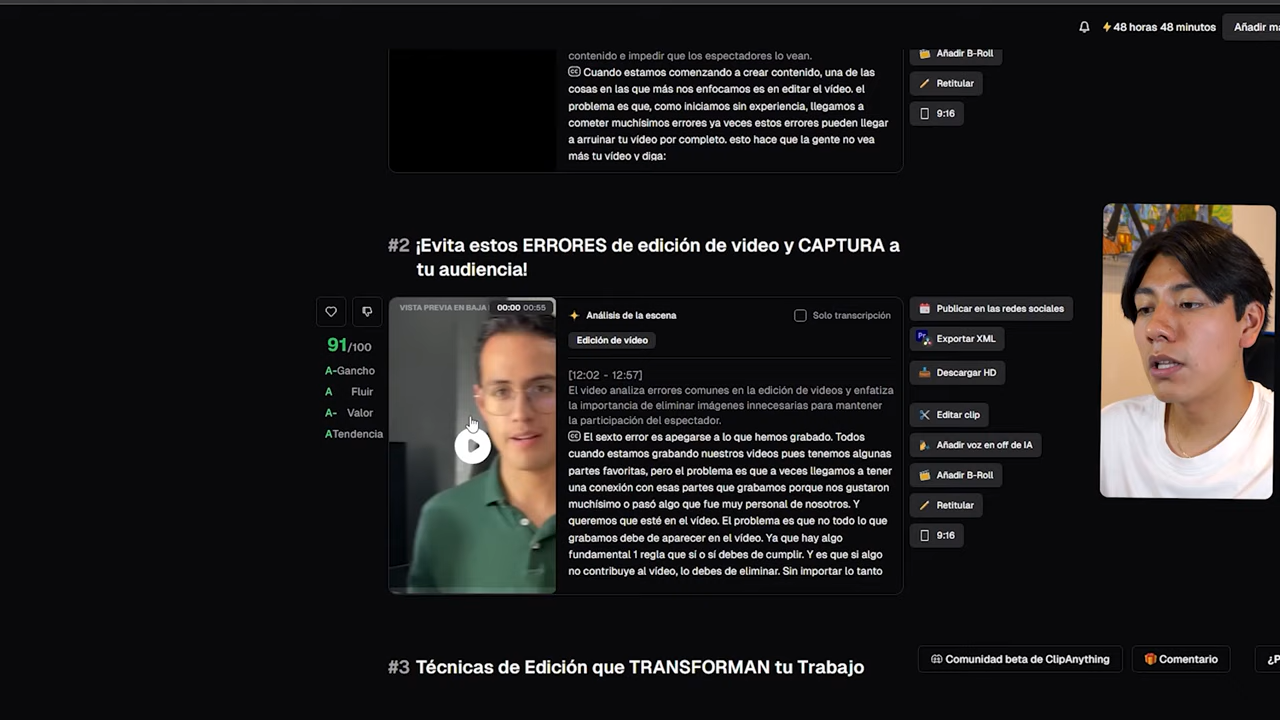 48 horas 48 minutos
Añadir m
contenido e impedir que los espectadores lo vean.
Cuando estamos comenzando a crear contenido, una de las
cosas en las que más nos enfocamos es en editar el vídeo. el
problema es que, como iniciamos sin experiencia, llegamos a
cometer muchísimos errores ya veces estos errores pueden llegar
a arruinar tu vídeo por completo. esto hace que la gente no vea
más tu vídeo y diga:
Añadir B-Roll
Retitular
9:16
#2 ¡Evita estos ERRORES de edición de video y CAPTURA a
tu audiencia!
91/100
A-Gancho
A Fluir
A- Valor
ATendencia
VISTA PREVIA EN BAJA
00:00 00:55
Análisis de la escena
Solo transcripción
Edición de vídeo
[12:02 - 12:57]
El video analiza errores comunes en la edición de videos y enfatiza
la importancia de eliminar imágenes innecesarias para mantener
la participación del espectador.
El sexto error es apegarse a lo que hemos grabado. Todos
cuando estamos grabando nuestros videos pues tenemos algunas
partes favoritas, pero el problema es que a veces llegamos a tener
una conexión con esas partes que grabamos porque nos gustaron
muchísimo o pasó algo que fue muy personal de nosotros. Y
queremos que esté en el vídeo. El problema es que no todo lo que
grabamos debe de aparecer en el vídeo. Ya que hay algo
fundamental 1 regla que sí o sí debes de cumplir. Y es que si algo
no contribuye al video, lo debes de eliminar. Sin importar lo tanto
Publicar en las redes sociales
Pr Exportar XML
Descargar HD
Editar clip
Añadir voz en off de IA
Añadir B-Roll
Retitular
9:16
#3 Técnicas de Edición que TRANSFORMAN tu Trabajo
Comunidad beta de ClipAnything
Comentario